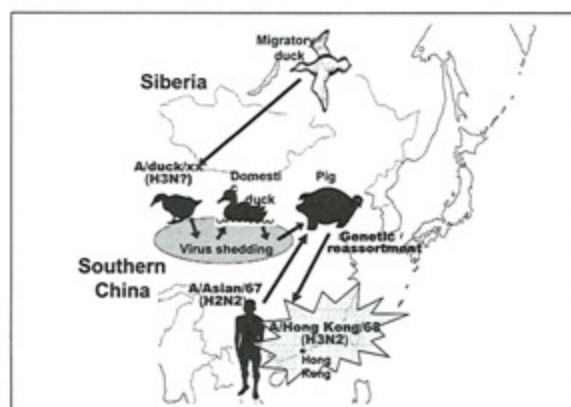 Migratory
duck
Siberia
A/duck/xx
(H3N?)
Domesti
c
duck
Pig
Virus shedding
Genetic
reassortment
Southern
China
A/Asian/67
(H2N2)
A/Hong Kong/68
(H3N2)
Hong
Kong